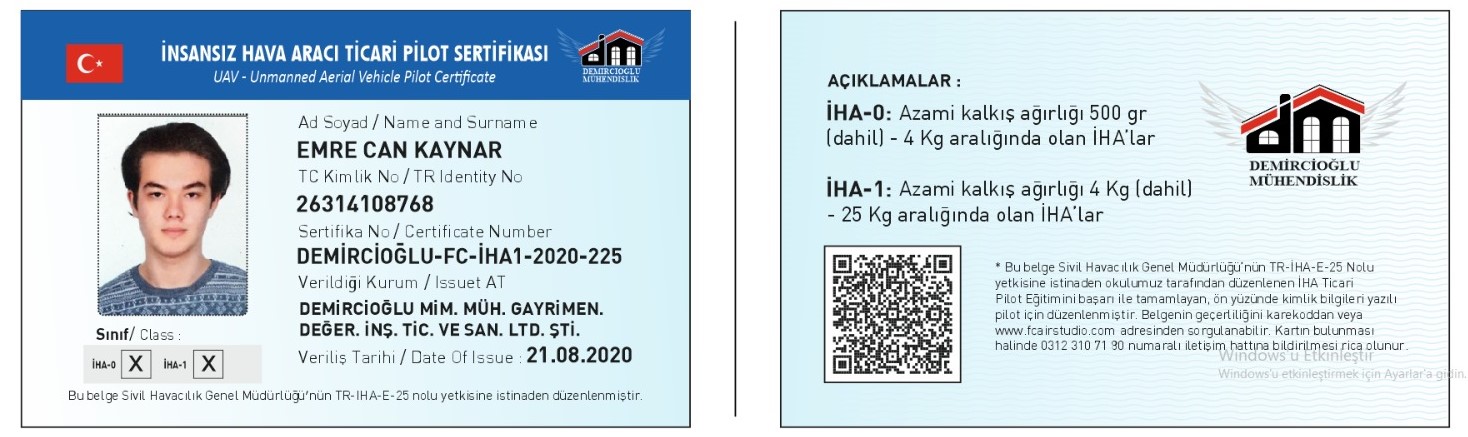 İNSANSIZ HAVA ARACI TİCARİ PİLOT SERTİFİKASI
UAV - Unmanned Aerial Vehicle Pilot Certificate
DEMİRCİOĞLU
MÜHENDİSLİK
Ad Soyad / Name and Surname
EMRE CAN KAYNAR
TC Kimlik No / TR Identity No
26314108768
Sertifika No / Certificate Number
DEMİRCİOĞLU-FC-İHA1-2020-225
Verildiği Kurum / Issuet AT
DEMİRCİOĞLU MİM. MÜH. GAYRİMEN.
DEĞER. İNŞ. TİC. VE SAN. LTD. ŞTİ.
Veriliş Tarihi / Date Of Issue : 21.08.2020
Sınıf/ Class :
İHA-0 X İHA-1 X
Bu belge Sivil Havacılık Genel Müdürlüğü'nün TR-IHA-E-25 nolu yetkisine istinaden düzenlenmiştir.
AÇIKLAMALAR :
İHA-0: Azami kalkış ağırlığı 500 gr
(dahil) - 4 Kg aralığında olan İHA'lar
İHA-1: Azami kalkış ağırlığı 4 Kg (dahil)
- 25 Kg aralığında olan İHA'lar
DEMİRCİOĞLU
MÜHENDİSLİK
* Bu belge Sivil Havacılık Genel Müdürlüğü'nün TR-İHA-E-25 Nolu
yetkisine istinaden okulumuz tarafından düzenlenen İHA Ticari
Pilot Eğitimini başarı ile tamamlayan, ön yüzünde kimlik bilgileri yazılı
pilot için düzenlenmiştir. Belgenin geçerliliğini karekoddan veya
www.fcairstudio.com adresinden sorgulanabilir. Kartın bulunması
halinde 0312 310 71 90 numaralı iletişim hattına bildirilmesi rica olunur.
Windows'u Etkinleştir
Windows'u etkinleştirmek için Ayarlar'a gidin.